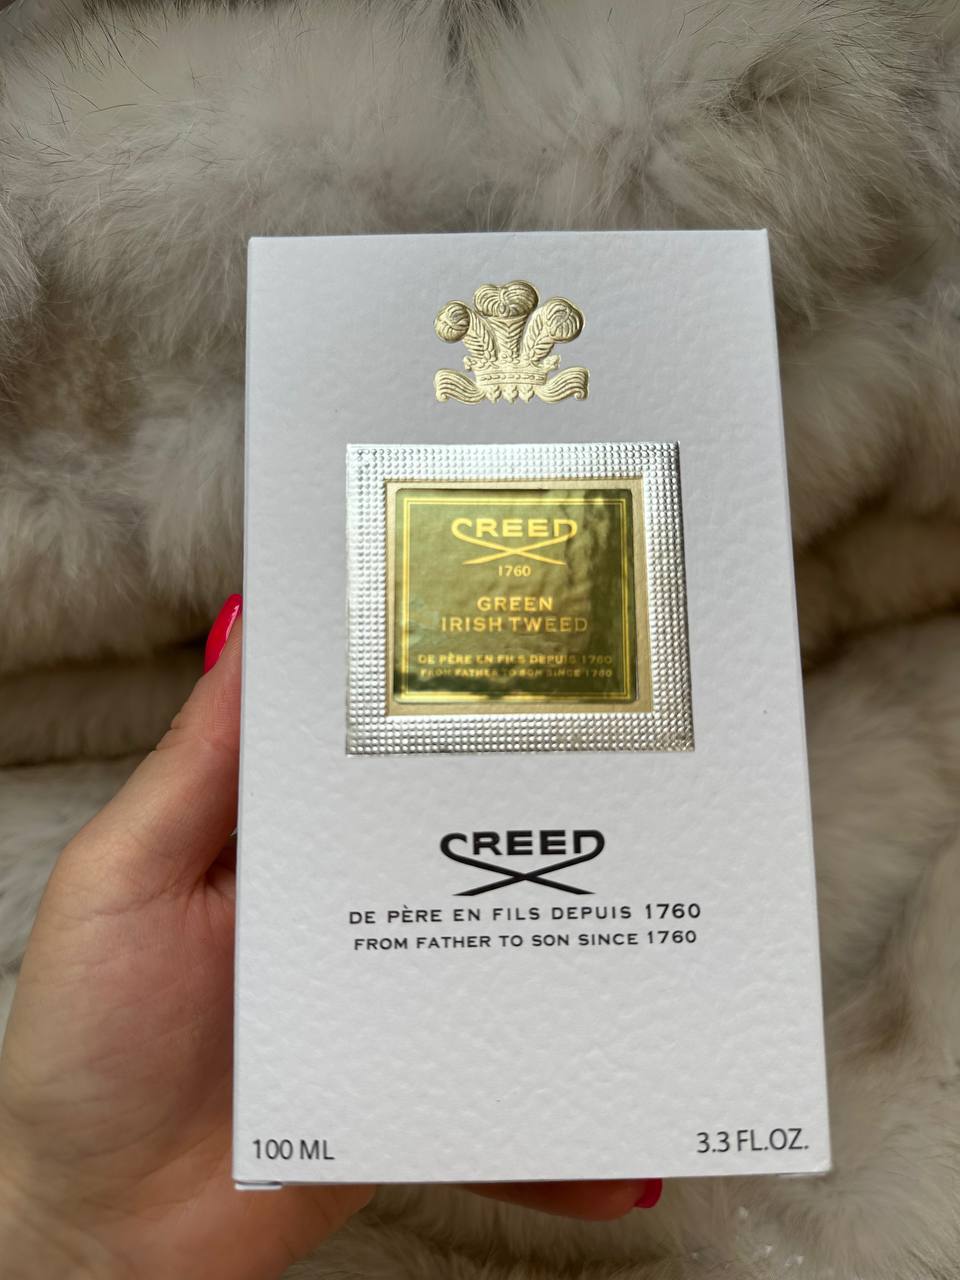 CREED
1760
GREEN
IRISH TWEED
DE PÈRE EN FILS DEPUIS 1760
FROM FATHER TO SON SINCE 1760
CREED
DE PÈRE EN FILS DEPUIS 1760
FROM FATHER TO SON SINCE 1760
100 ML
3.3 FL.OZ.